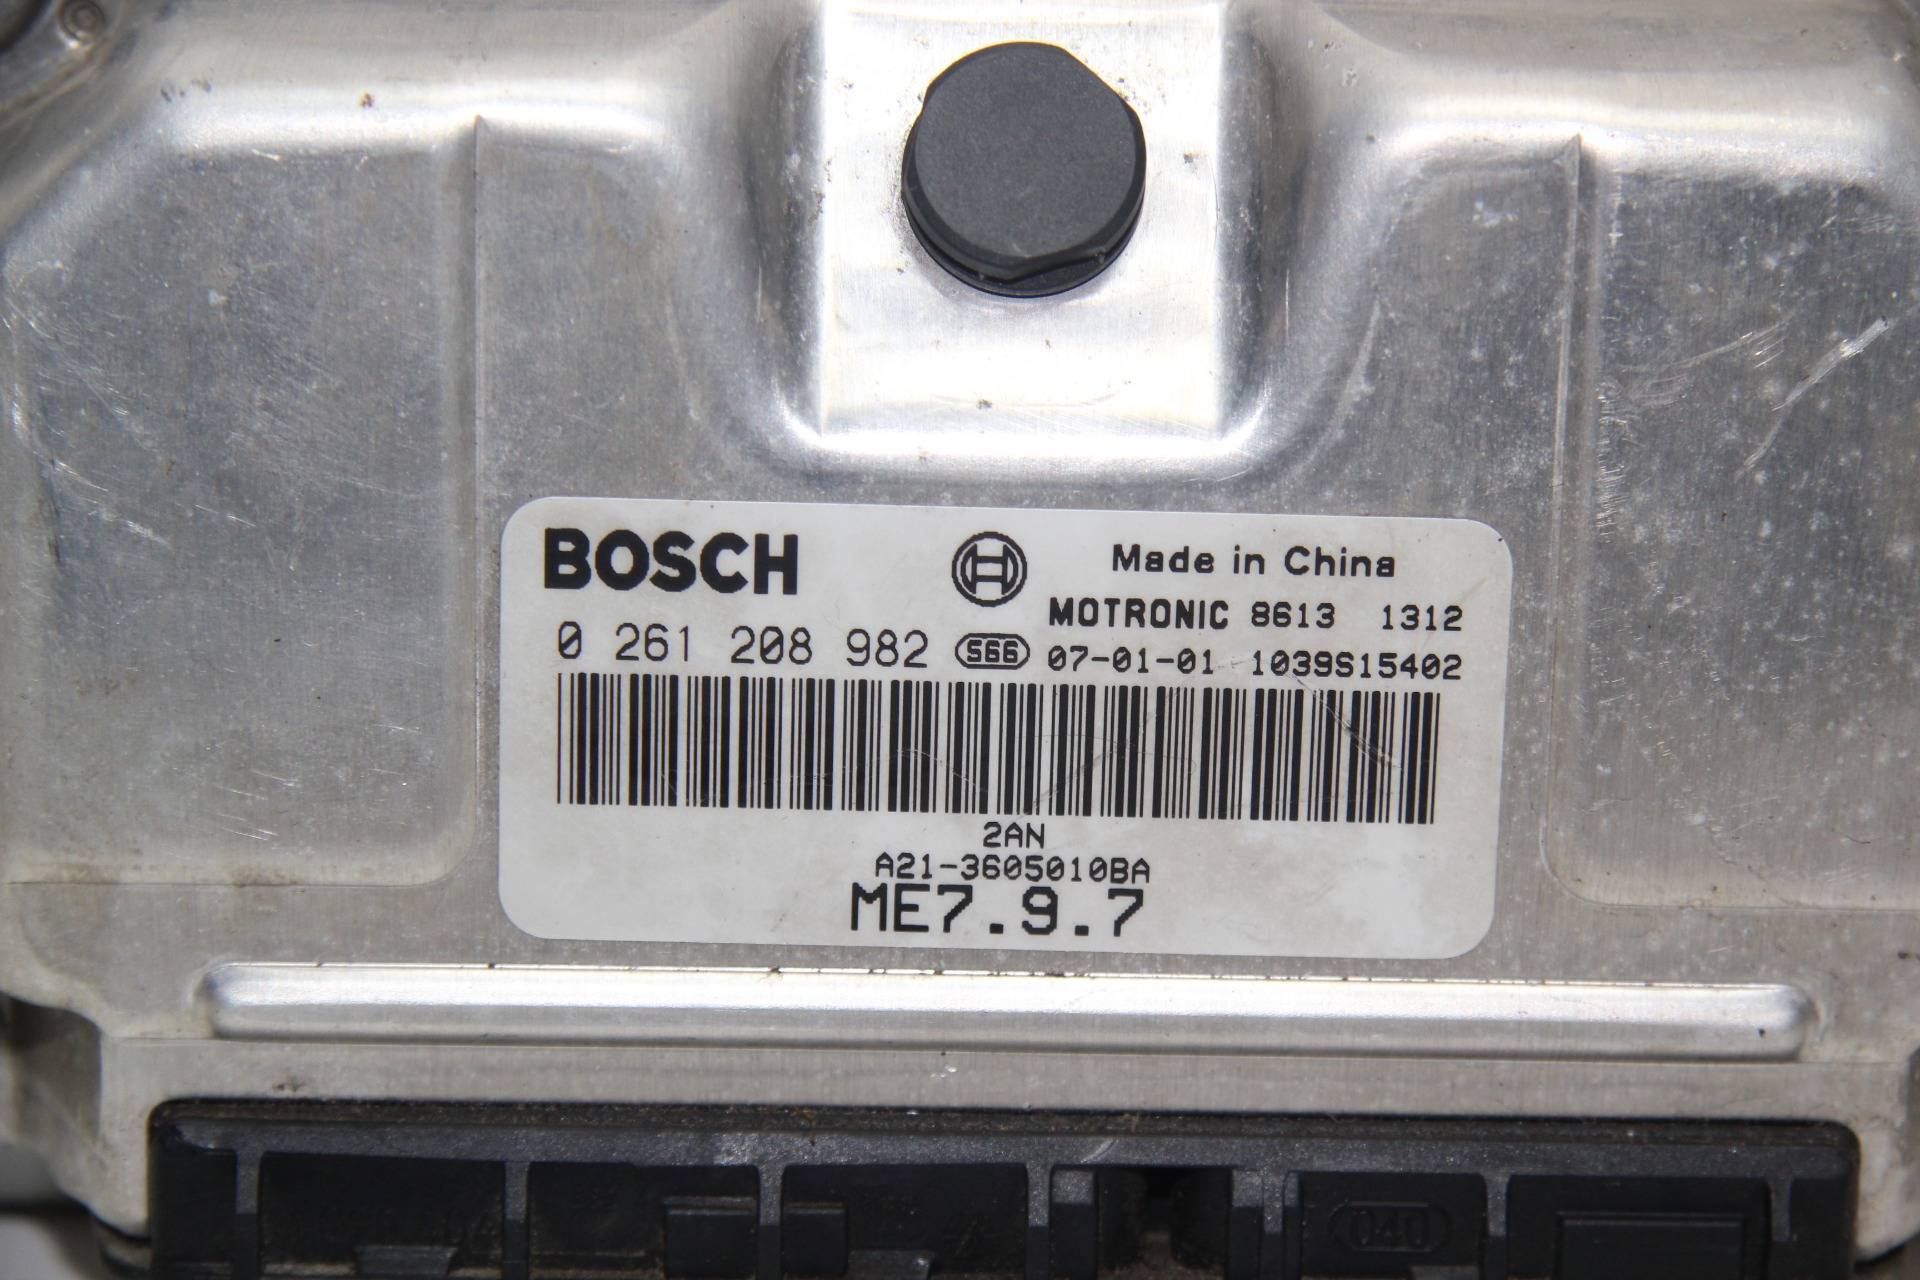 BOSCH
Made in China
MOTRONIC 8613 1312
0 261 208 982
S66
07-01-01 1039S15402
2AN
A21-3605010BA
ME7.9.7
040